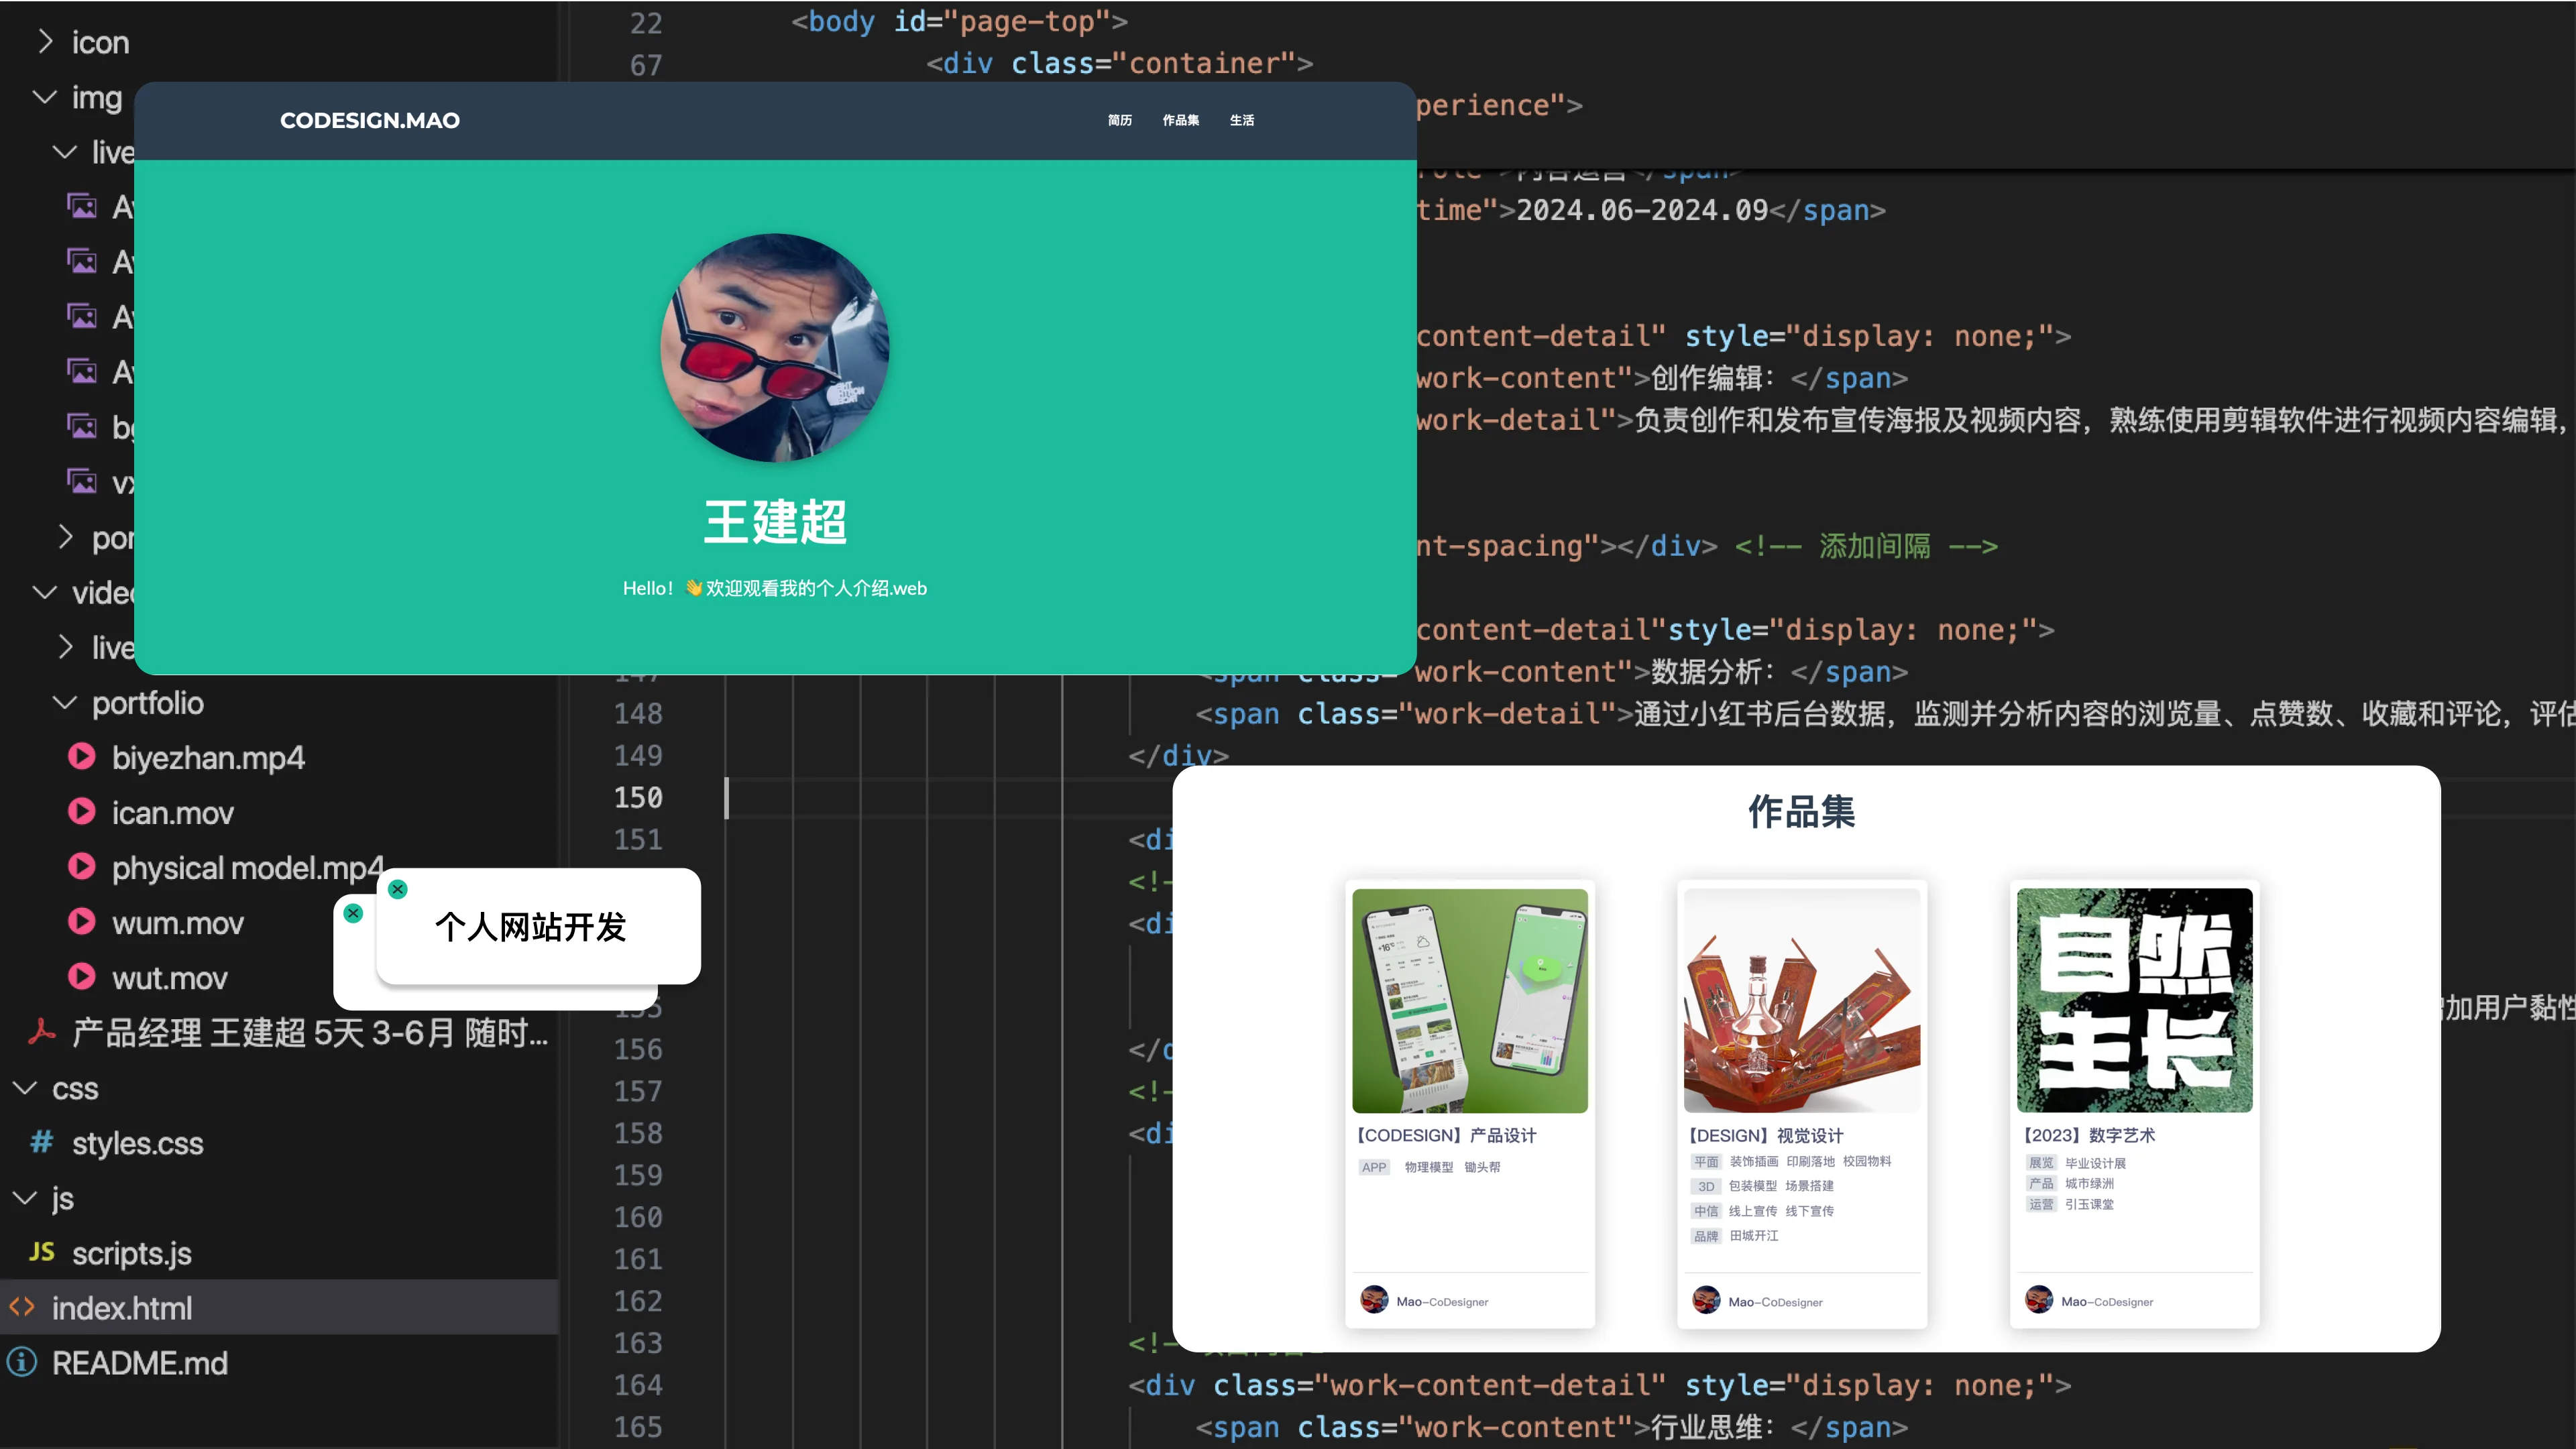 icon
img
live
portfolio
biyezhan.mp4
ican.mov
physical model.mp4
wum.mov
wut.mov
产品经理 王建超 5天 3-6月 随时...
css
styles.css
js
JS scripts.js
index.html
README.md
22 <body id="page-top">
67 <div class="container">
perience">
time">2024.06-2024.09</span>
content-detail" style="display: none;">
work-content">创作编辑：</span>
work-detail">负责创作和发布宣传海报及视频内容，熟练使用剪辑软件进行视频内容编辑，
nt-spacing"></div> <!-- 添加间隔 -->
content-detail"style="display: none;">
work-content">数据分析：</span>
148 <span class="work-detail">通过小红书后台数据，监测并分析内容的浏览量、点赞数、收藏和评论，评估
149 </div>
150
151 <di
<!-
<di
加用户黏性
155
156 </d
157 <!-
158 <di
159
160
161
162
163 <!-
164 <div class="work-content-detail" style="display: none;">
165 <span class="work-content">行业思维：</span>
CODESIGN.MAO
简历 作品集 生活
王建超
Hello！👋欢迎观看我的个人介绍.web
个人网站开发
作品集
自然
生长
【CODESIGN】产品设计
APP 物理模型 锄头帮
Mao-CoDesigner
【DESIGN】视觉设计
平面 装饰插画 印刷落地 校园物料
3D 包装模型 场景搭建
中信 线上宣传 线下宣传
品牌 田城开江
Mao-CoDesigner
【2023】数字艺术
展览 毕业设计展
产品 城市绿洲
运营 引玉课堂
Mao-CoDesigner